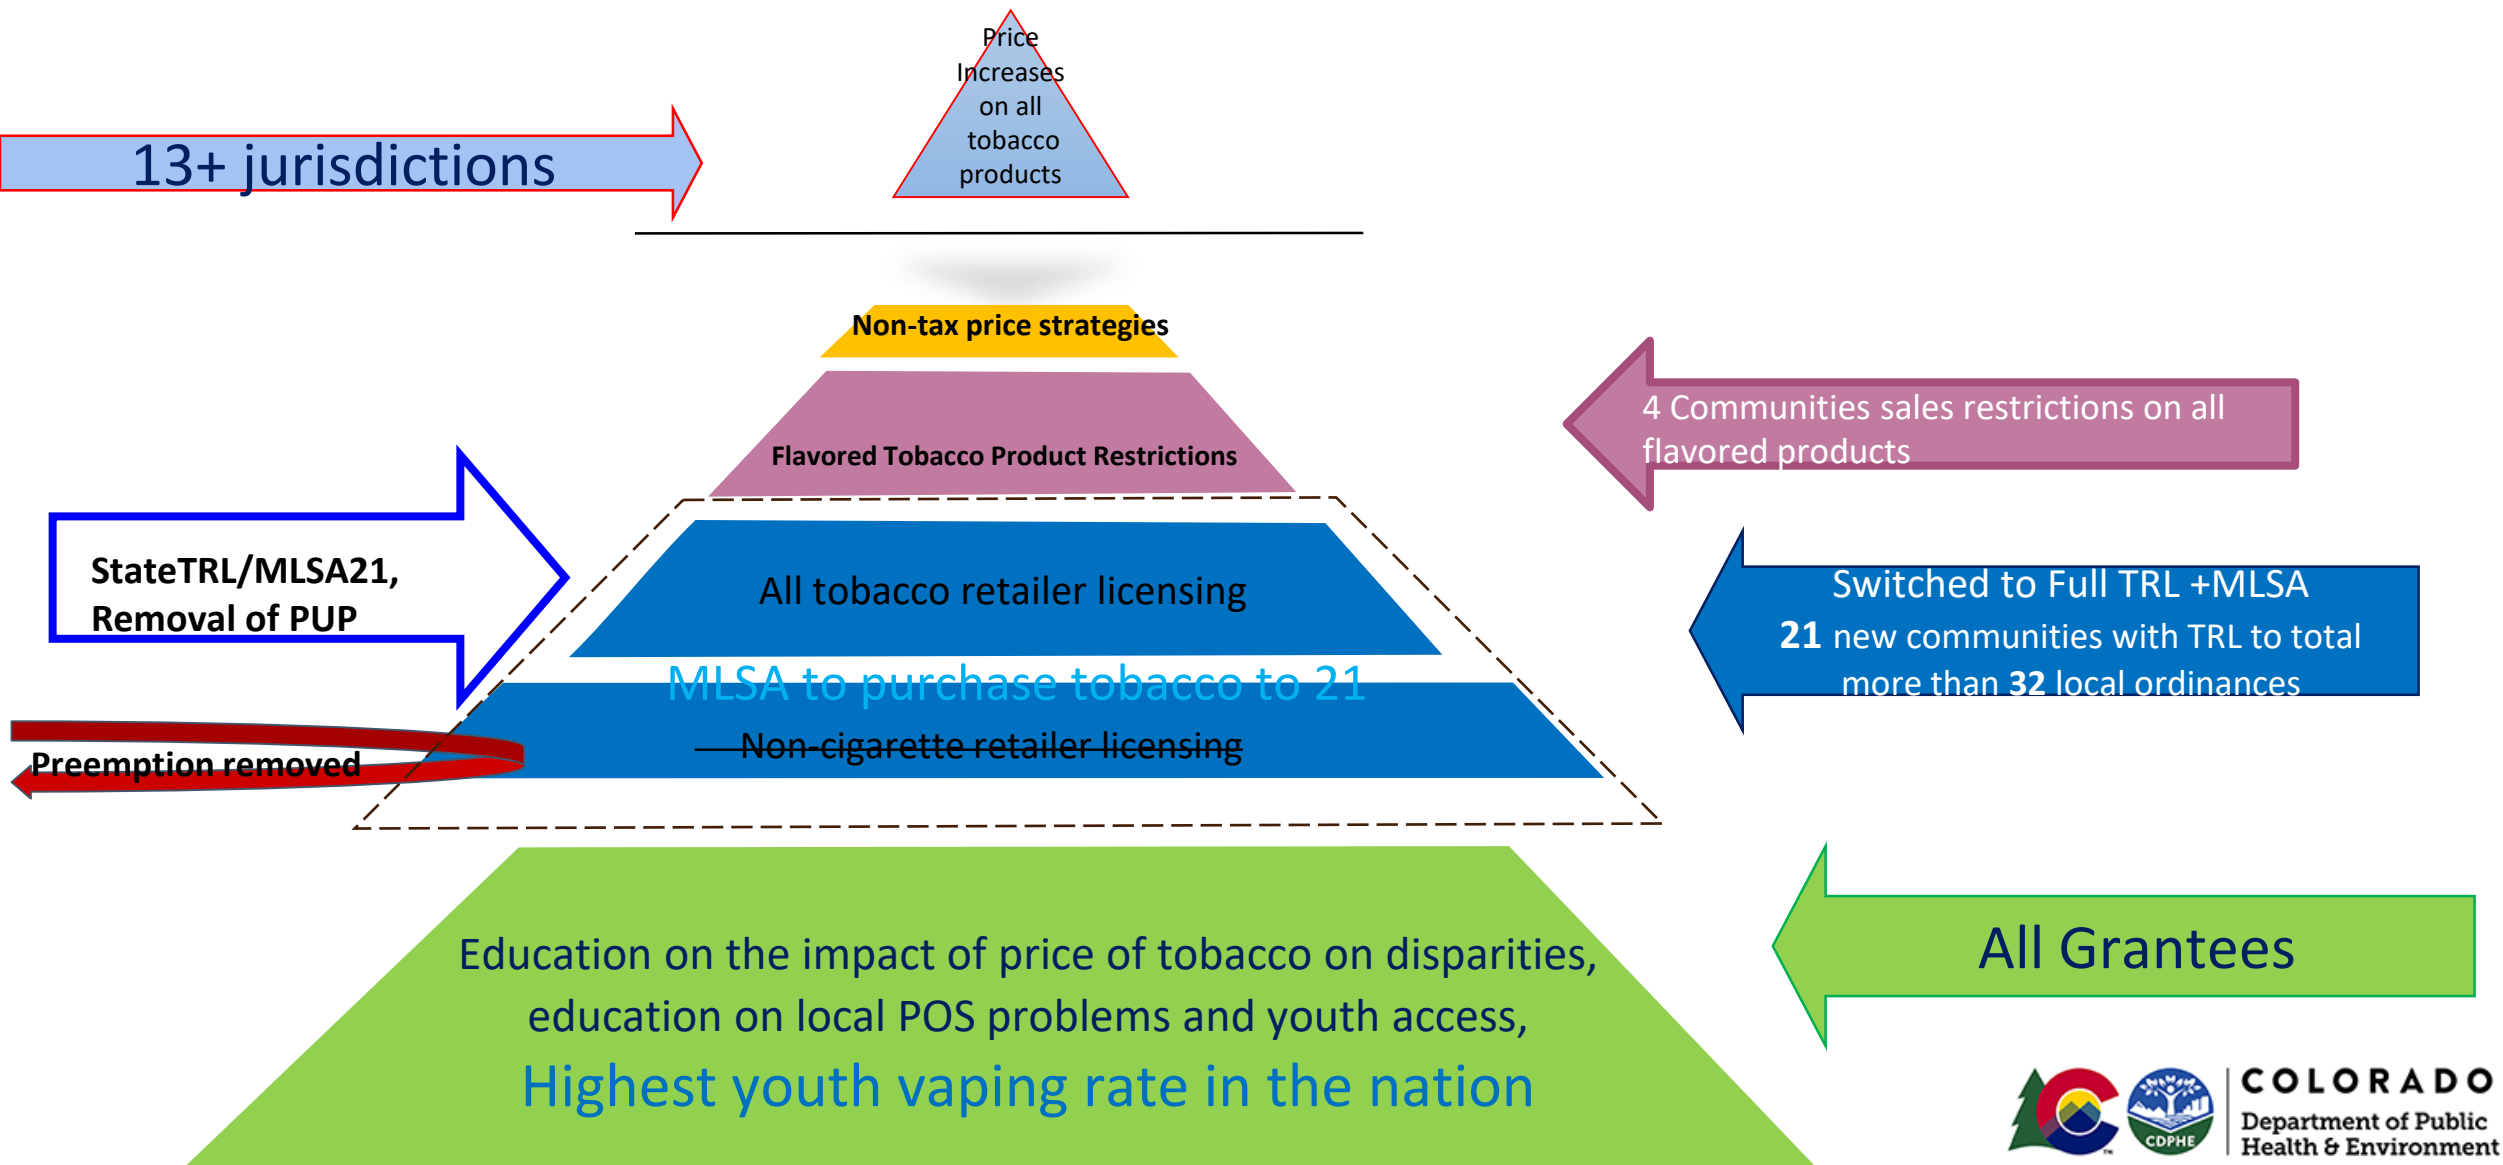 Price
Increases
on all
tobacco
products
13+ jurisdictions
Non-tax price strategies
4 Communities sales restrictions on all
flavored products
Flavored Tobacco Product Restrictions
StateTRL/MLSA21,
Removal of PUP
All tobacco retailer licensing
Switched to Full TRL +MLSA
21 new communities with TRL to total
more than 32 local ordinances
MLSA to purchase tobacco to 21
Non-cigarette retailer licensing
Preemption removed
Education on the impact of price of tobacco on disparities,
education on local POS problems and youth access,
Highest youth vaping rate in the nation
All Grantees
CDPHE
TM
COLORADO
Department of Public
Health & Environment